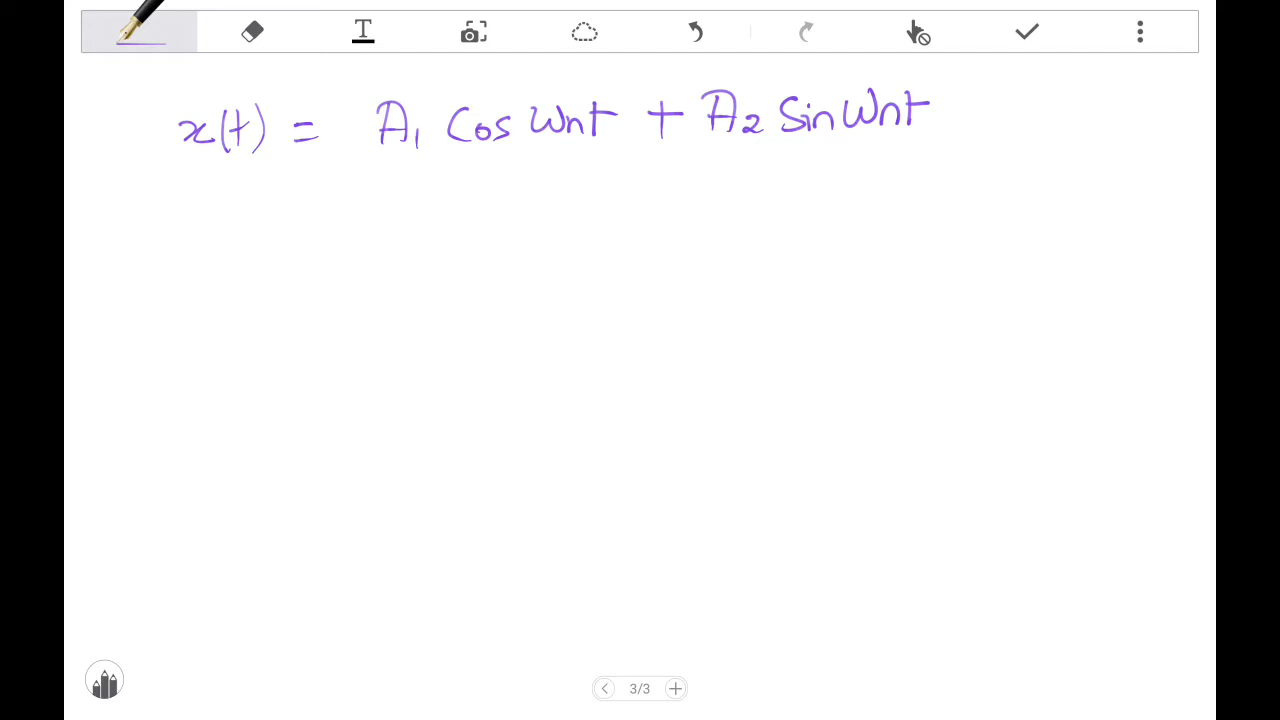 T
x(t) = A1 Cos Wnt + A2 Sin Wnt
3/3